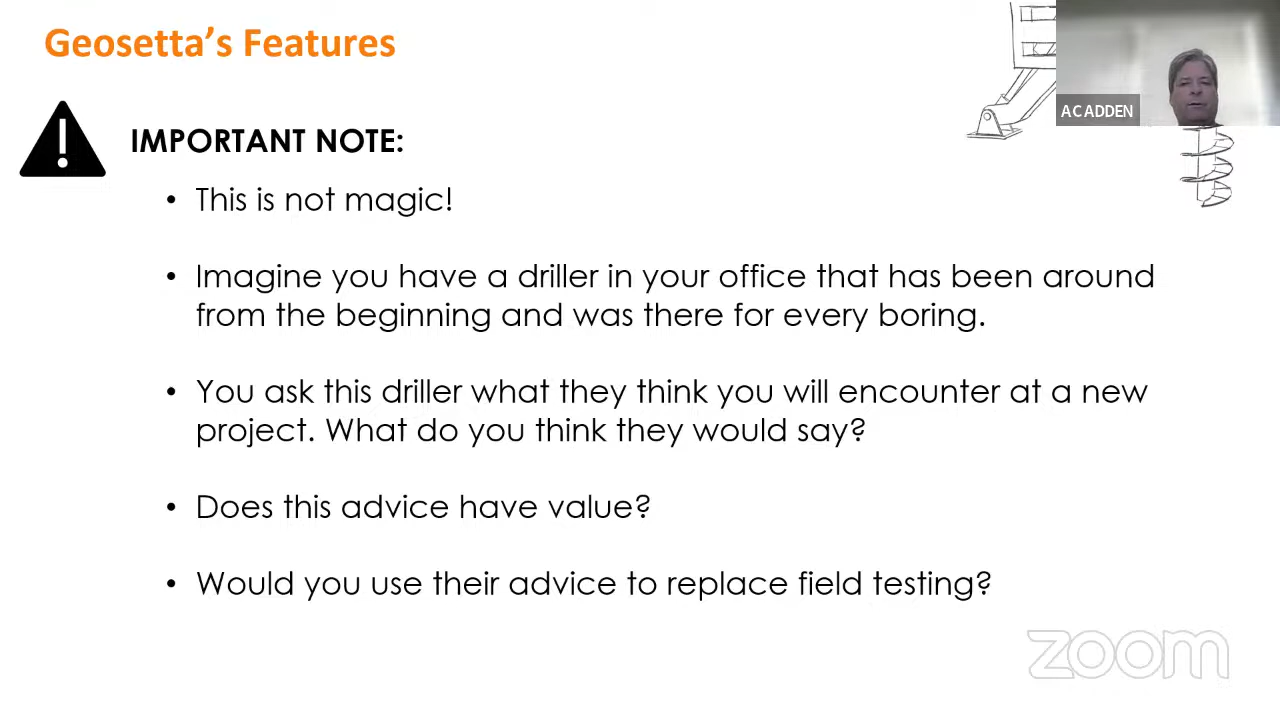 Geosetta's Features
AC ADDEN
IMPORTANT NOTE:
• This is not magic!
• Imagine you have a driller in your office that has been around
from the beginning and was there for every boring.
• You ask this driller what they think you will encounter at a new
project. What do you think they would say?
• Does this advice have value?
• Would you use their advice to replace field testing?
zoom